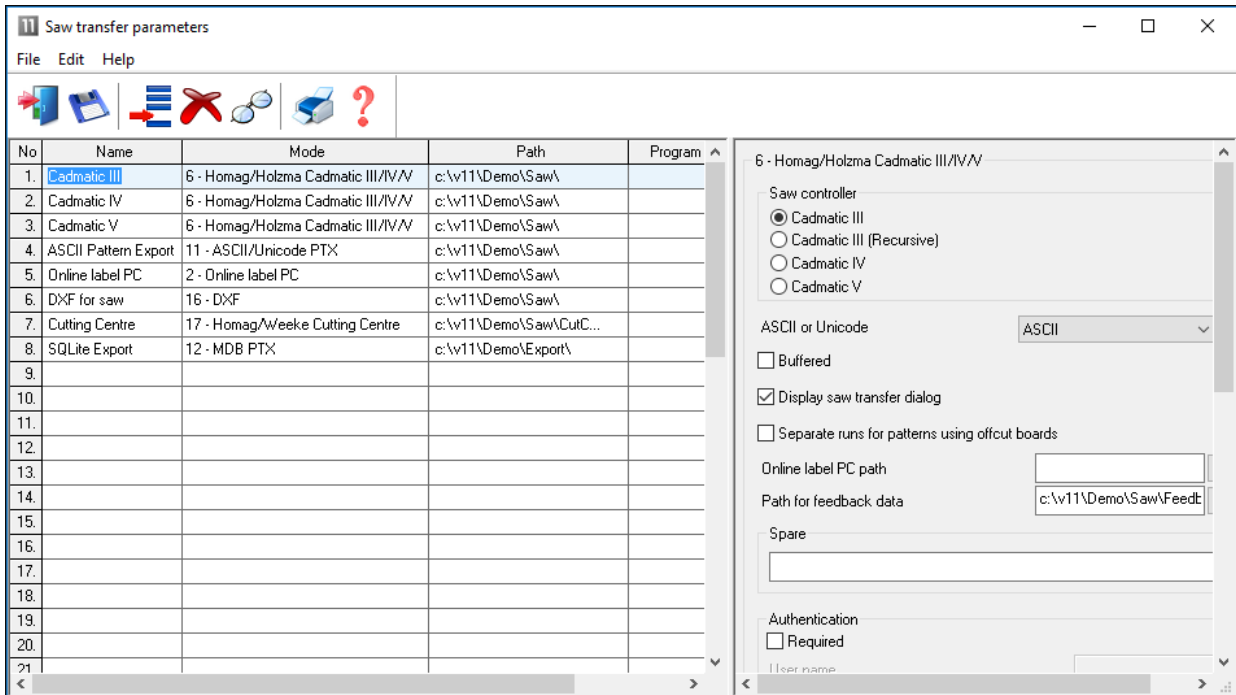 Saw transfer parameters
File Edit Help
No Name Mode Path Program
1. Cadmatic III 6 - Homag/Holzma Cadmatic III/IV/V c:\v11\Demo\Saw\
2. Cadmatic IV 6 - Homag/Holzma Cadmatic III/IV/V c:\v11\Demo\Saw\
3. Cadmatic V 6 - Homag/Holzma Cadmatic III/IV/V c:\v11\Demo\Saw\
4. ASCII Pattern Export 11 - ASCII/Unicode PTX c:\v11\Demo\Saw\
5. Online label PC 2 - Online label PC c:\v11\Demo\Saw\
6. DXF for saw 16 - DXF c:\v11\Demo\Saw\
7. Cutting Centre 17 - Homag/Weeke Cutting Centre c:\v11\Demo\Saw\CutC...
8. SQLite Export 12 - MDB PTX c:\v11\Demo\Export\
9.
10.
11.
12.
13.
14.
15.
16.
17.
18.
19.
20.
21
6 - Homag/Holzma Cadmatic III/IV/V
Saw controller
Cadmatic III
Cadmatic III (Recursive)
Cadmatic IV
Cadmatic V
ASCII or Unicode ASCII
Buffered
Display saw transfer dialog
Separate runs for patterns using offcut boards
Online label PC path
Path for feedback data c:\v11\Demo\Saw\Feedb
Spare
Authentication
Required
User name